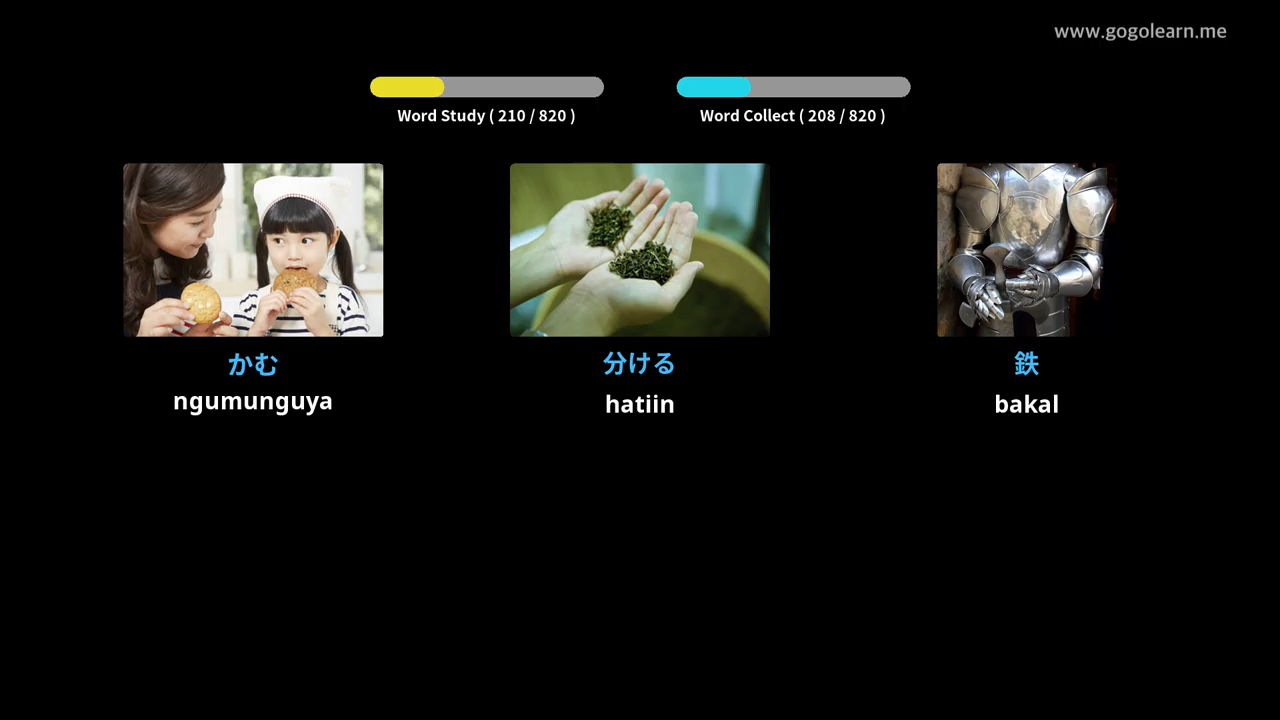 www.gogolearn.me
Word Study ( 210 / 820 )
Word Collect ( 208 / 820 )
かむ
ngumunguya
分ける
hatiin
鉄
bakal